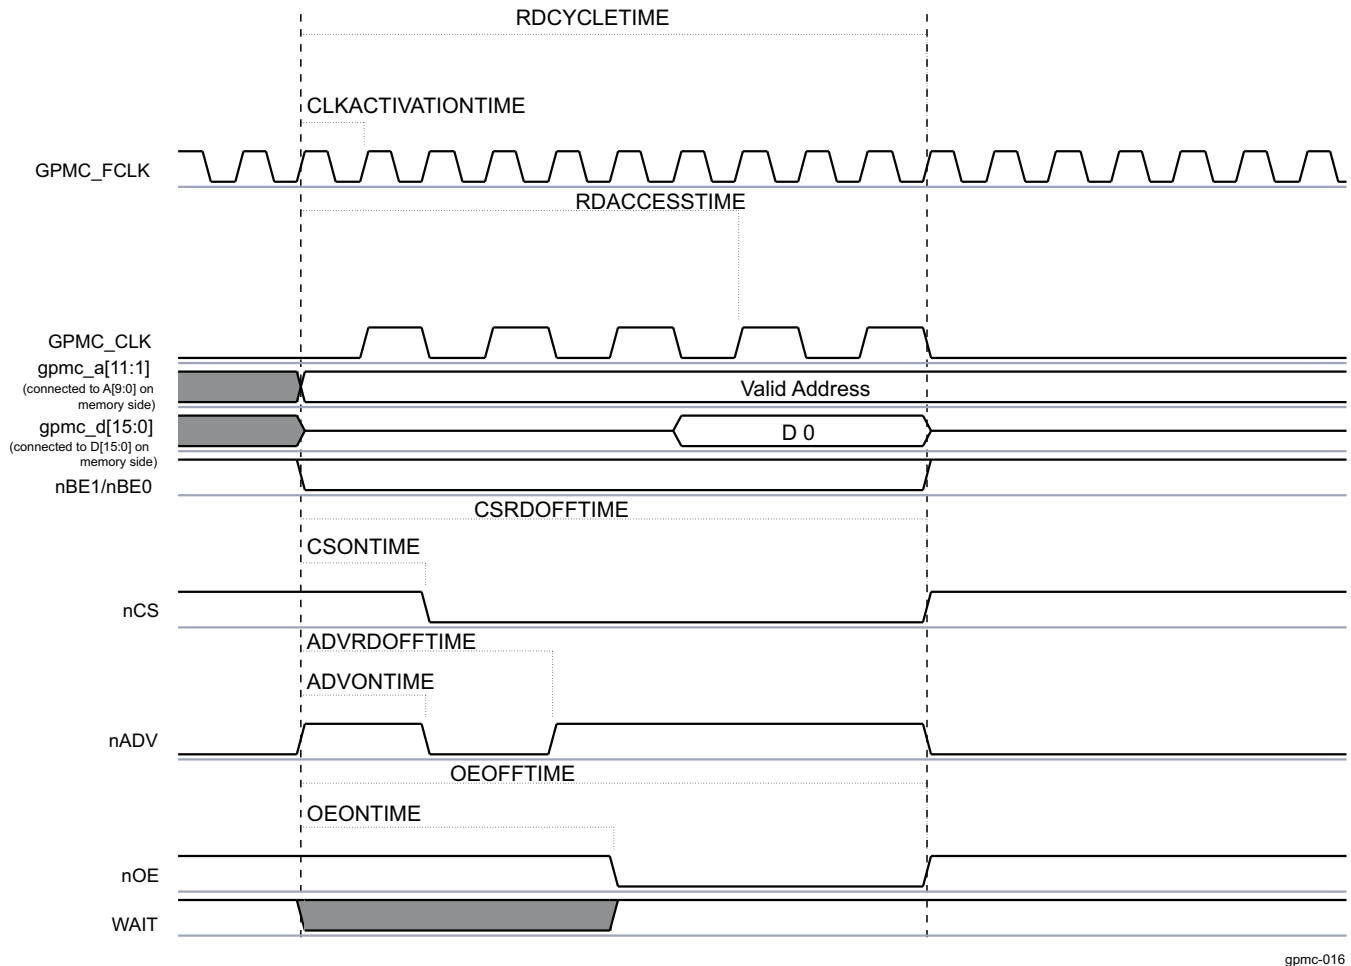 RDCYCLETIME
CLKACTIVATIONTIME
GPMC_FCLK
RDACCESSTIME
GPMC_CLK
gpmc_a[11:1]
(connected to A[9:0] on
memory side)
Valid Address
gpmc_d[15:0]
(connected to D[15:0] on
memory side)
D 0
nBE1/nBE0
CSRDOFFTIME
CSONTIME
nCS
ADVRDOFFTIME
ADVONTIME
nADV
OEOFFTIME
OEONTIME
nOE
WAIT
gpmc-016